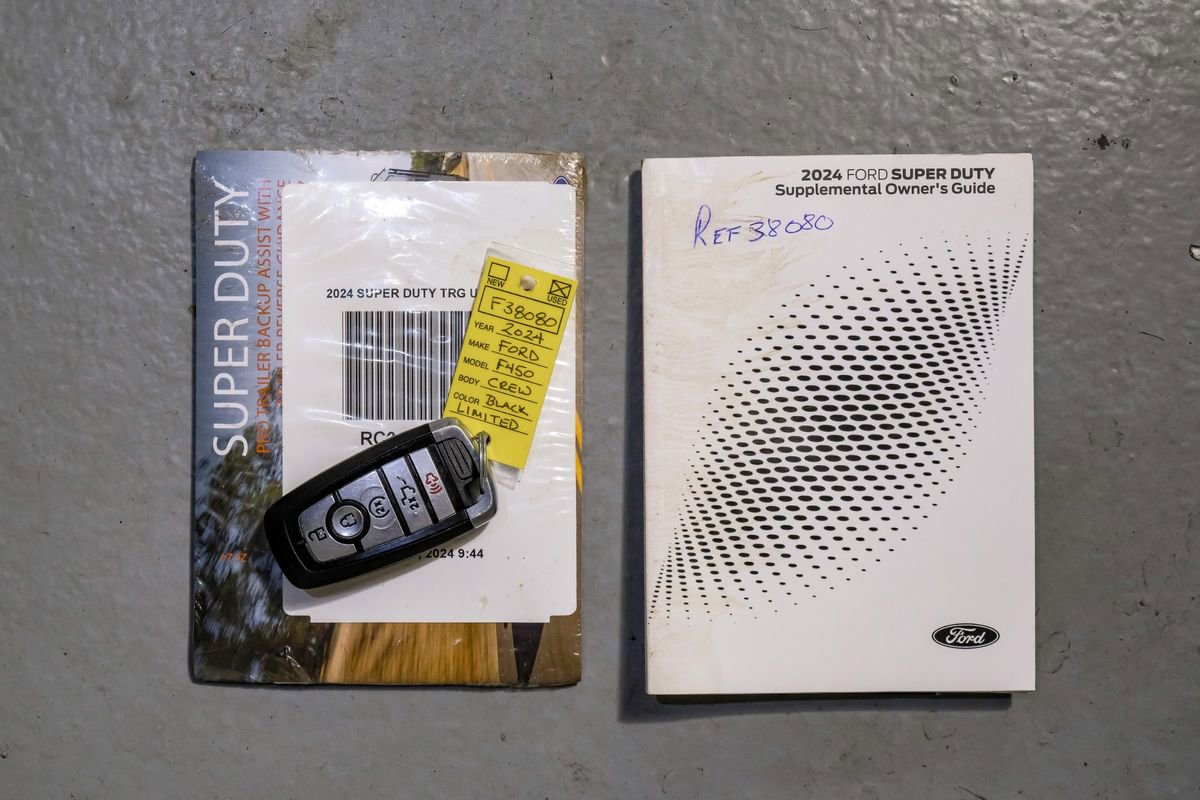 SUPER DUTY
PRO TRAILER BACKUP ASSIST WITH
2024 SUPER DUTY TRG
2024 9:44
NEW
USED
F38080
YEAR 2024
MAKE FORD
MODEL F450
BODY CREW
COLOR BLACK
LIMITED
2024 FORD SUPER DUTY
Supplemental Owner's Guide
REF 38080
Ford